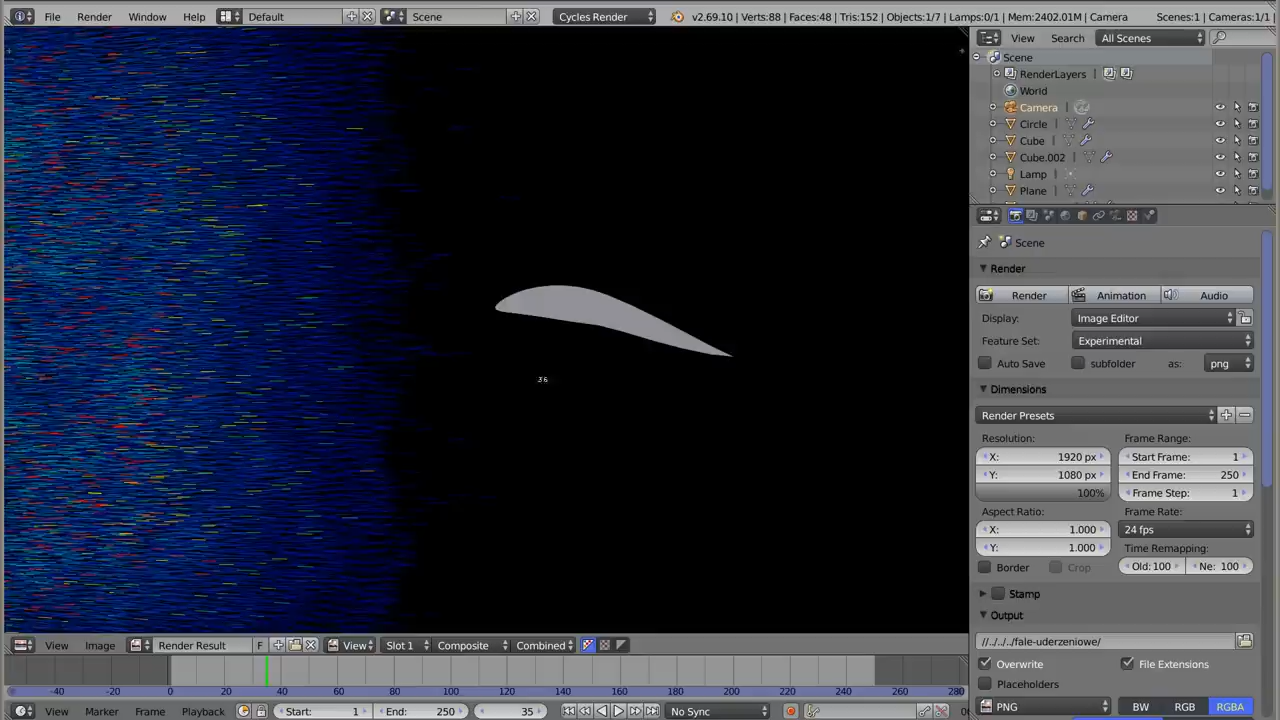 File Render Window Help Default Scene Cycles Render v2.69.10 | Verts:88 | Faces:48 | Tris:152 | Objects:1/7 | Lamps:0/1 | Mem:2402.01M | Camera Scenes:1 | Cameras:1/1
View Search All Scenes
Scene
RenderLayers
World
Camera
Circle
Cube
Cube.002
Lamp
Plane
Scene
Render
Render Animation Audio
Display: Image Editor
Feature Set: Experimental
Auto Save subfolder as: png
Dimensions
Render Presets
Resolution: Frame Range:
X: 1920 px Start Frame: 1
Y: 1080 px End Frame: 250
100% Frame Step: 1
Aspect Ratio: Frame Rate:
X: 1.000 24 fps
Y: 1.000 Time Remapping:
Border Crop Old: 100 Ne: 100
Stamp
Output
//../../fale-uderzeniowe/
Overwrite File Extensions
Placeholders
PNG BW RGB RGBA
36
View Image Render Result F View Slot 1 Composite Combined
-40 -20 0 20 40 60 80 100 120 140 160 180 200 220 240 260 280
View Marker Frame Playback Start: 1 End: 250 35 No Sync